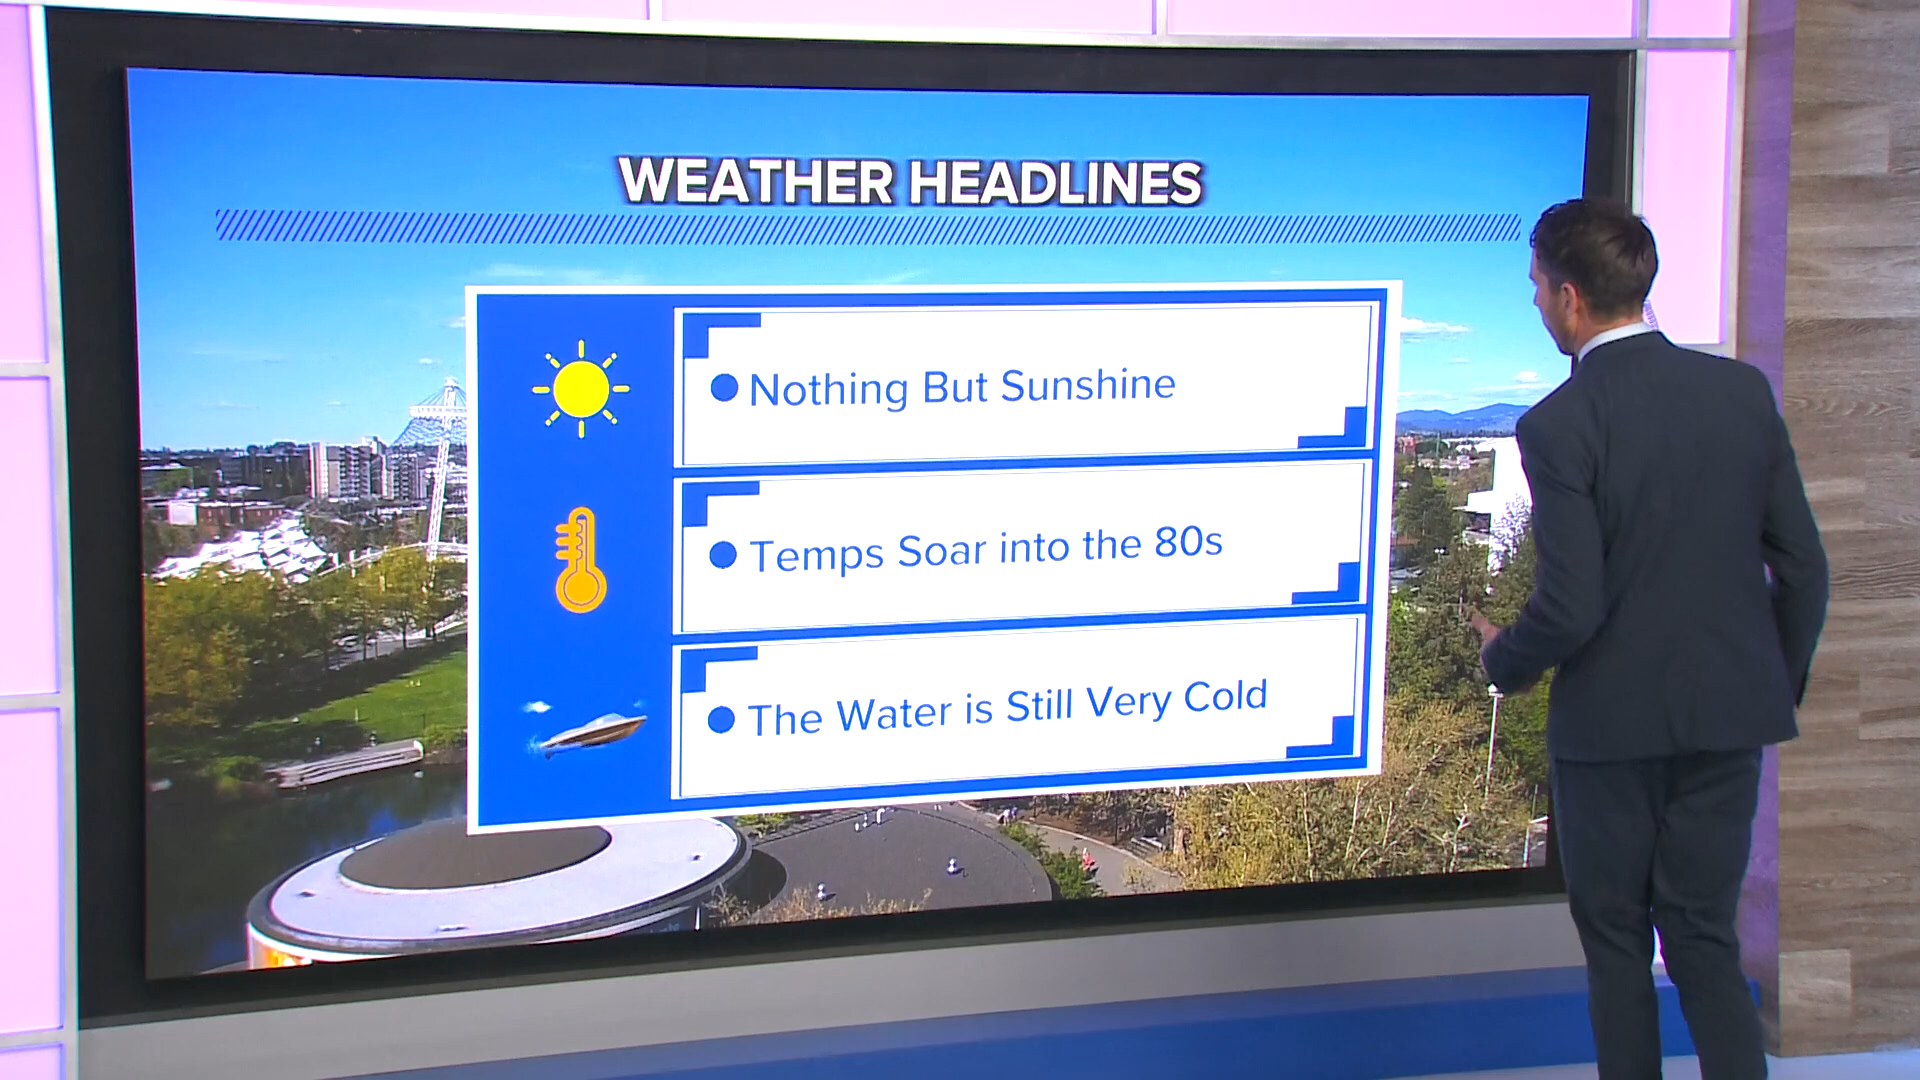 WEATHER HEADLINES
Nothing But Sunshine
Temps Soar into the 80s
The Water is Still Very Cold